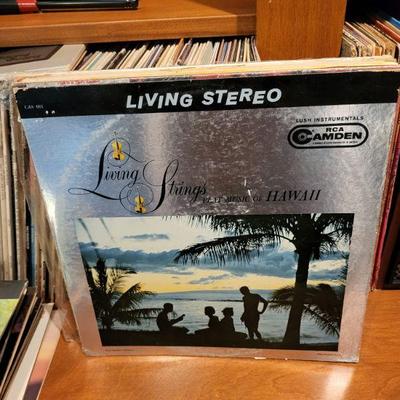 LIVING STEREO
LUSH INSTRUMENTALS
RCA
CAMDEN
Living
Strings
PLAY MUSIC OF HAWAII